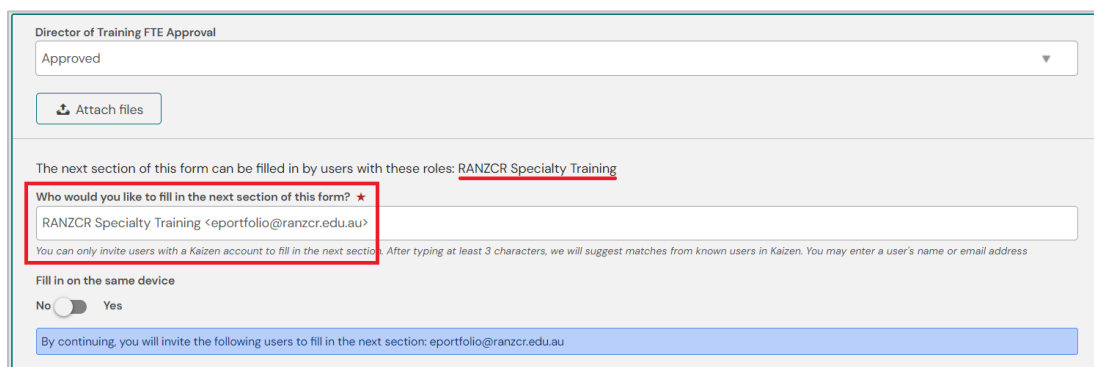 Director of Training FTE Approval
Approved
Attach files
The next section of this form can be filled in by users with these roles: RANZCR Specialty Training
Who would you like to fill in the next section of this form? ★
RANZCR Specialty Training <eportfolio@ranzcr.edu.au>
You can only invite users with a Kaizen account to fill in the next section. After typing at least 3 characters, we will suggest matches from known users in Kaizen. You may enter a user's name or email address
Fill in on the same device
No Yes
By continuing, you will invite the following users to fill in the next section: eportfolio@ranzcr.edu.au